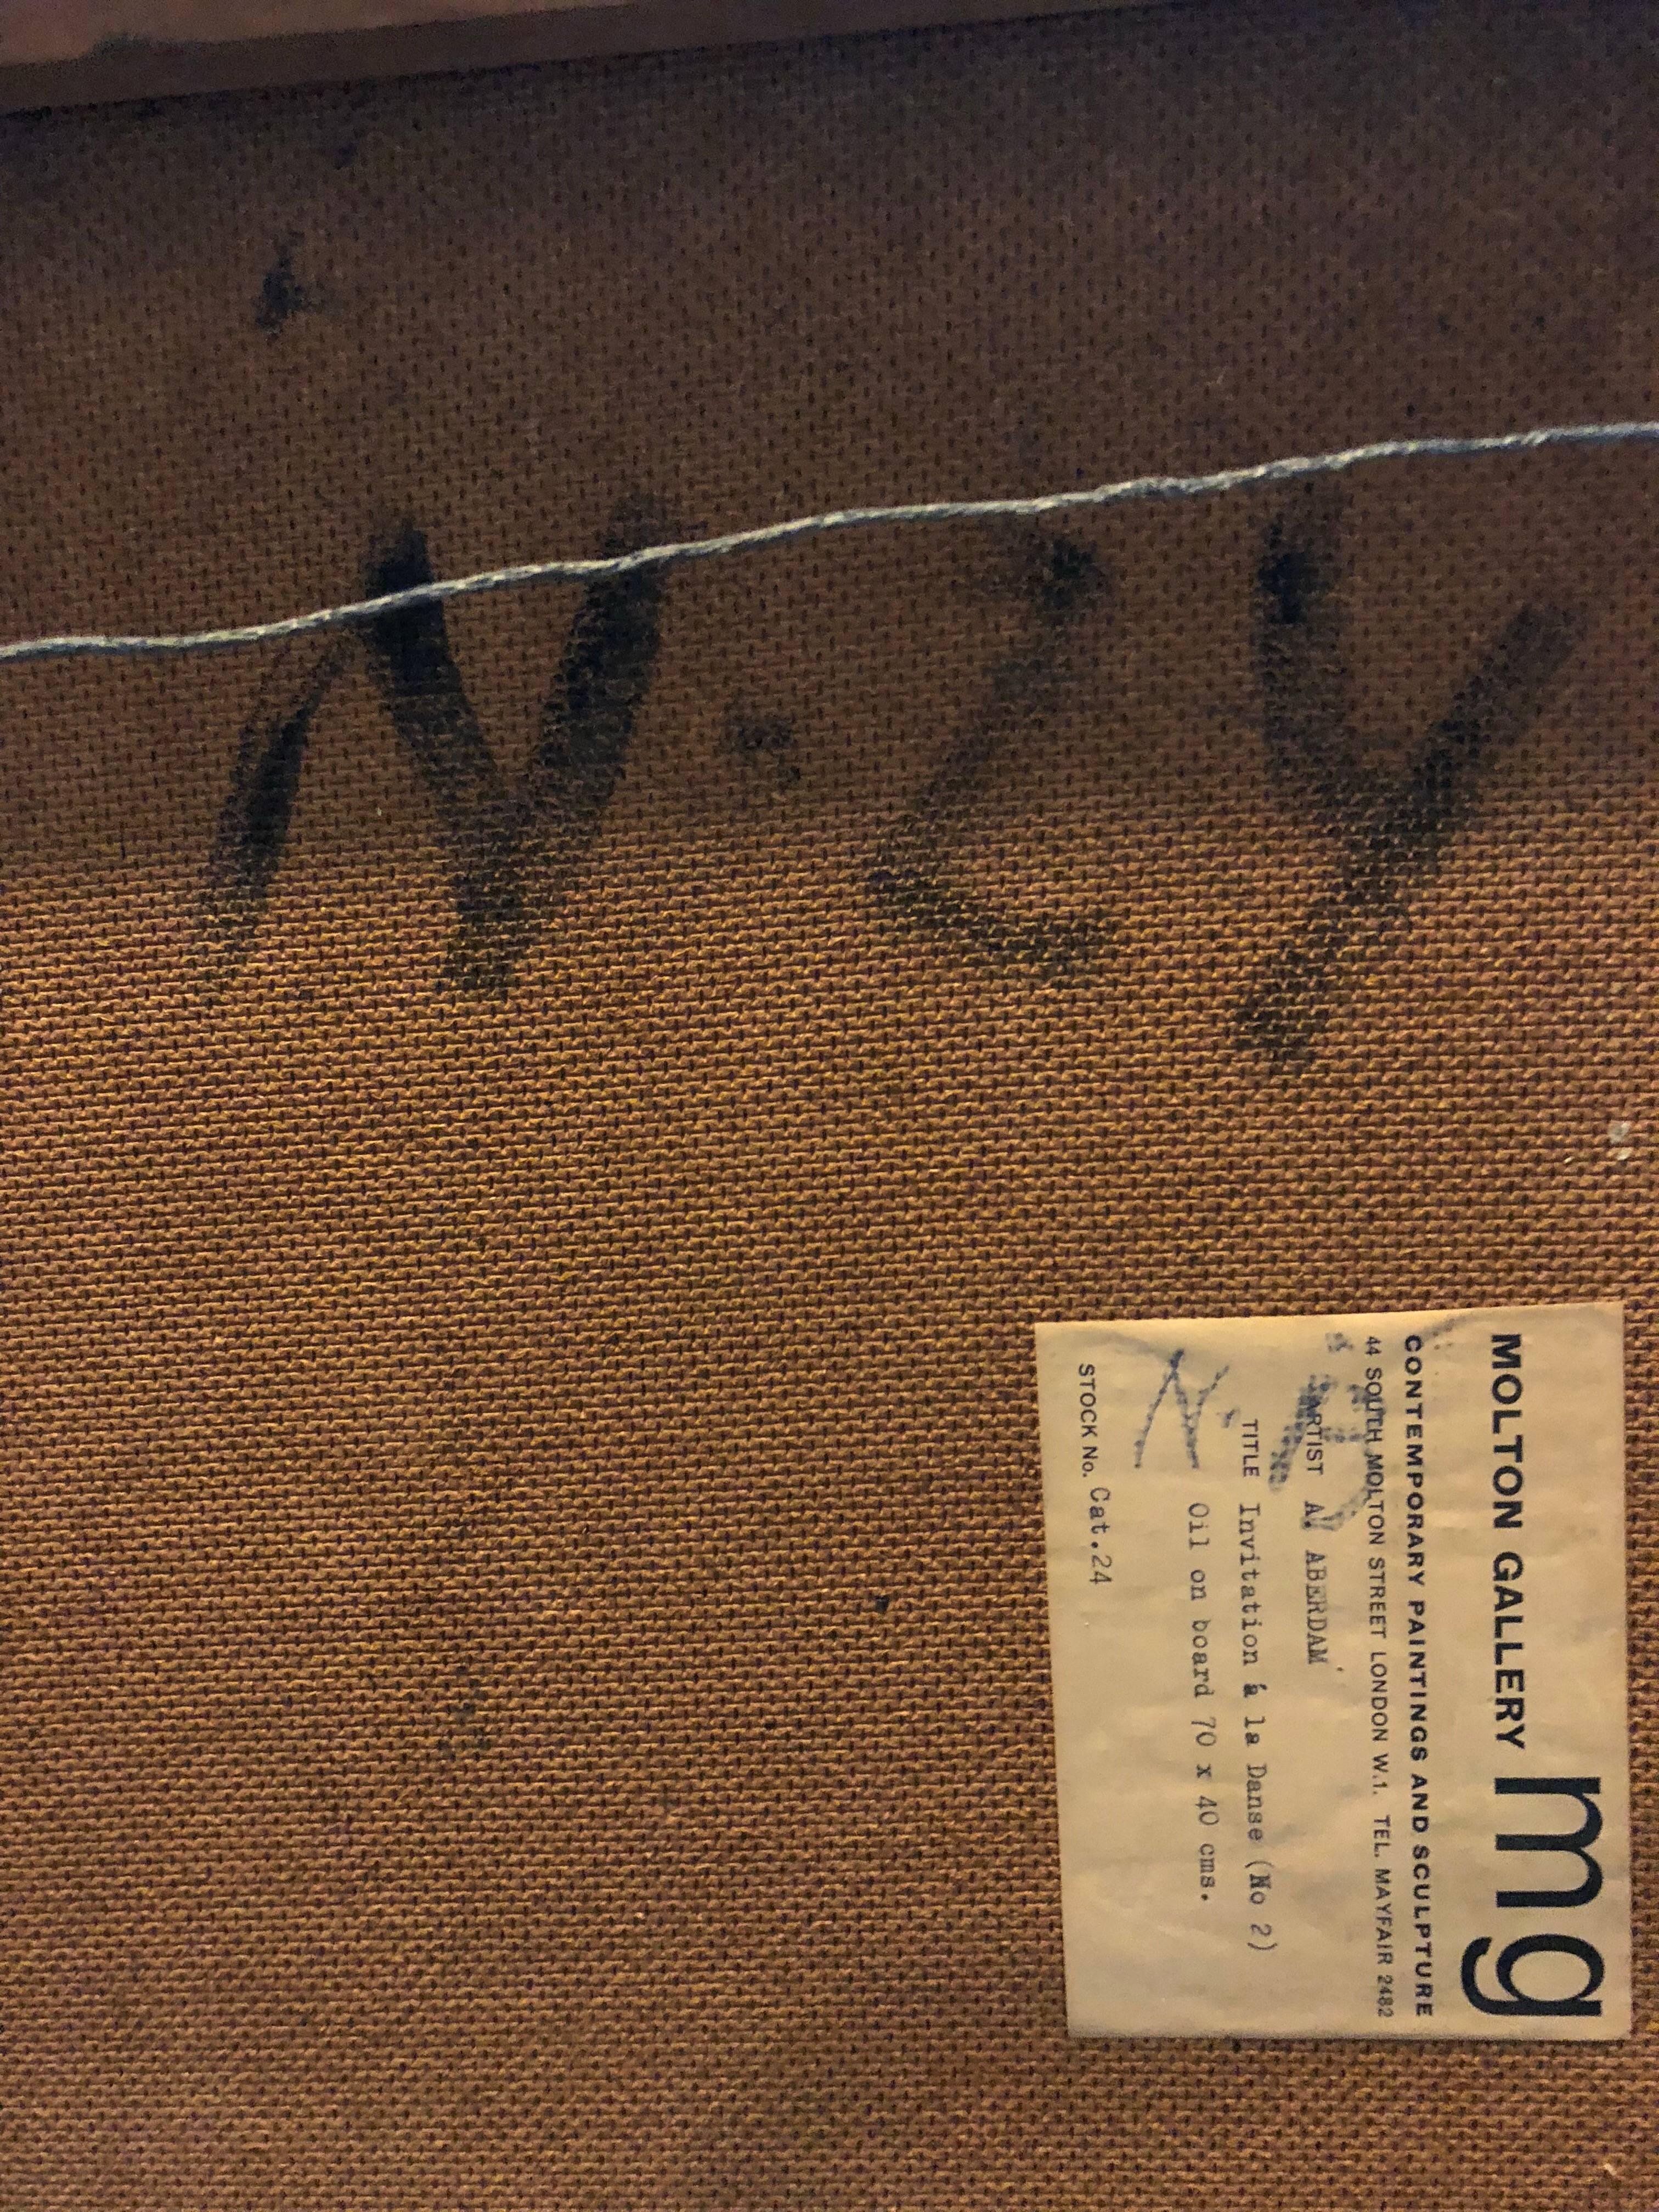 MOLTON GALLERY mg
CONTEMPORARY PAINTINGS AND SCULPTURE
44 SOUTH MOLTON STREET LONDON W.1. TEL. MAYFAIR 2482
ARTIST A. ABERDAM
TITLE Invitation á la Danse (No 2)
Oil on board 70 x 40 cms.
STOCK No. Cat.24